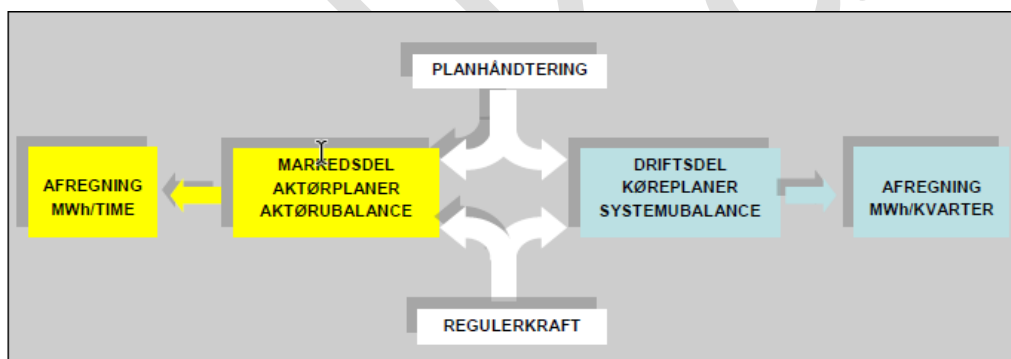 PLANHÅNDTERING
AFREGNING
MWh/TIME
MARKEDSDEL
AKTØRPLANER
AKTØRUBALANCE
DRIFTSDEL
KØREPLANER
SYSTEMUBALANCE
AFREGNING
MWh/KVARTER
REGULERKRAFT